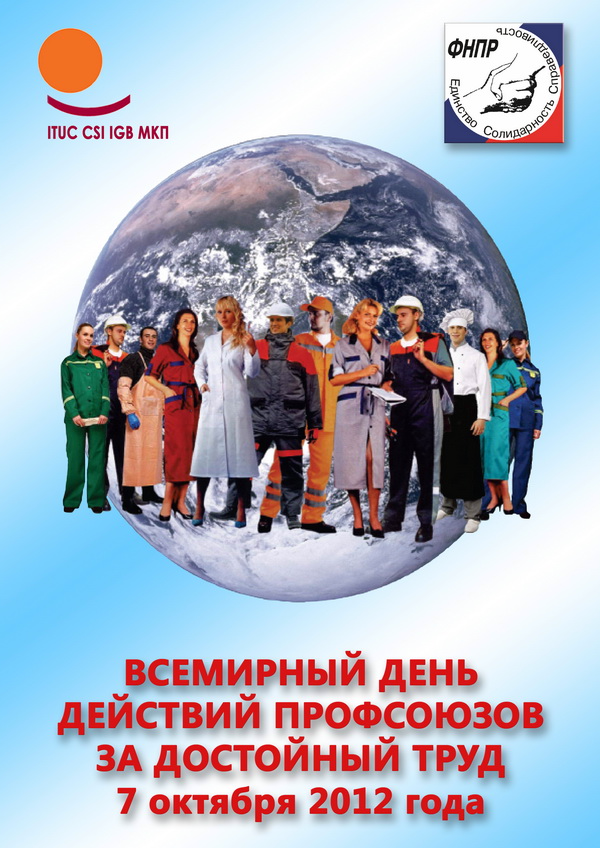 ITUC CSI IGB МКП
ФНПР
Единство Солидарность Справедливость
ВСЕМИРНЫЙ ДЕНЬ
ДЕЙСТВИЙ ПРОФСОЮЗОВ
ЗА ДОСТОЙНЫЙ ТРУД
7 октября 2012 года